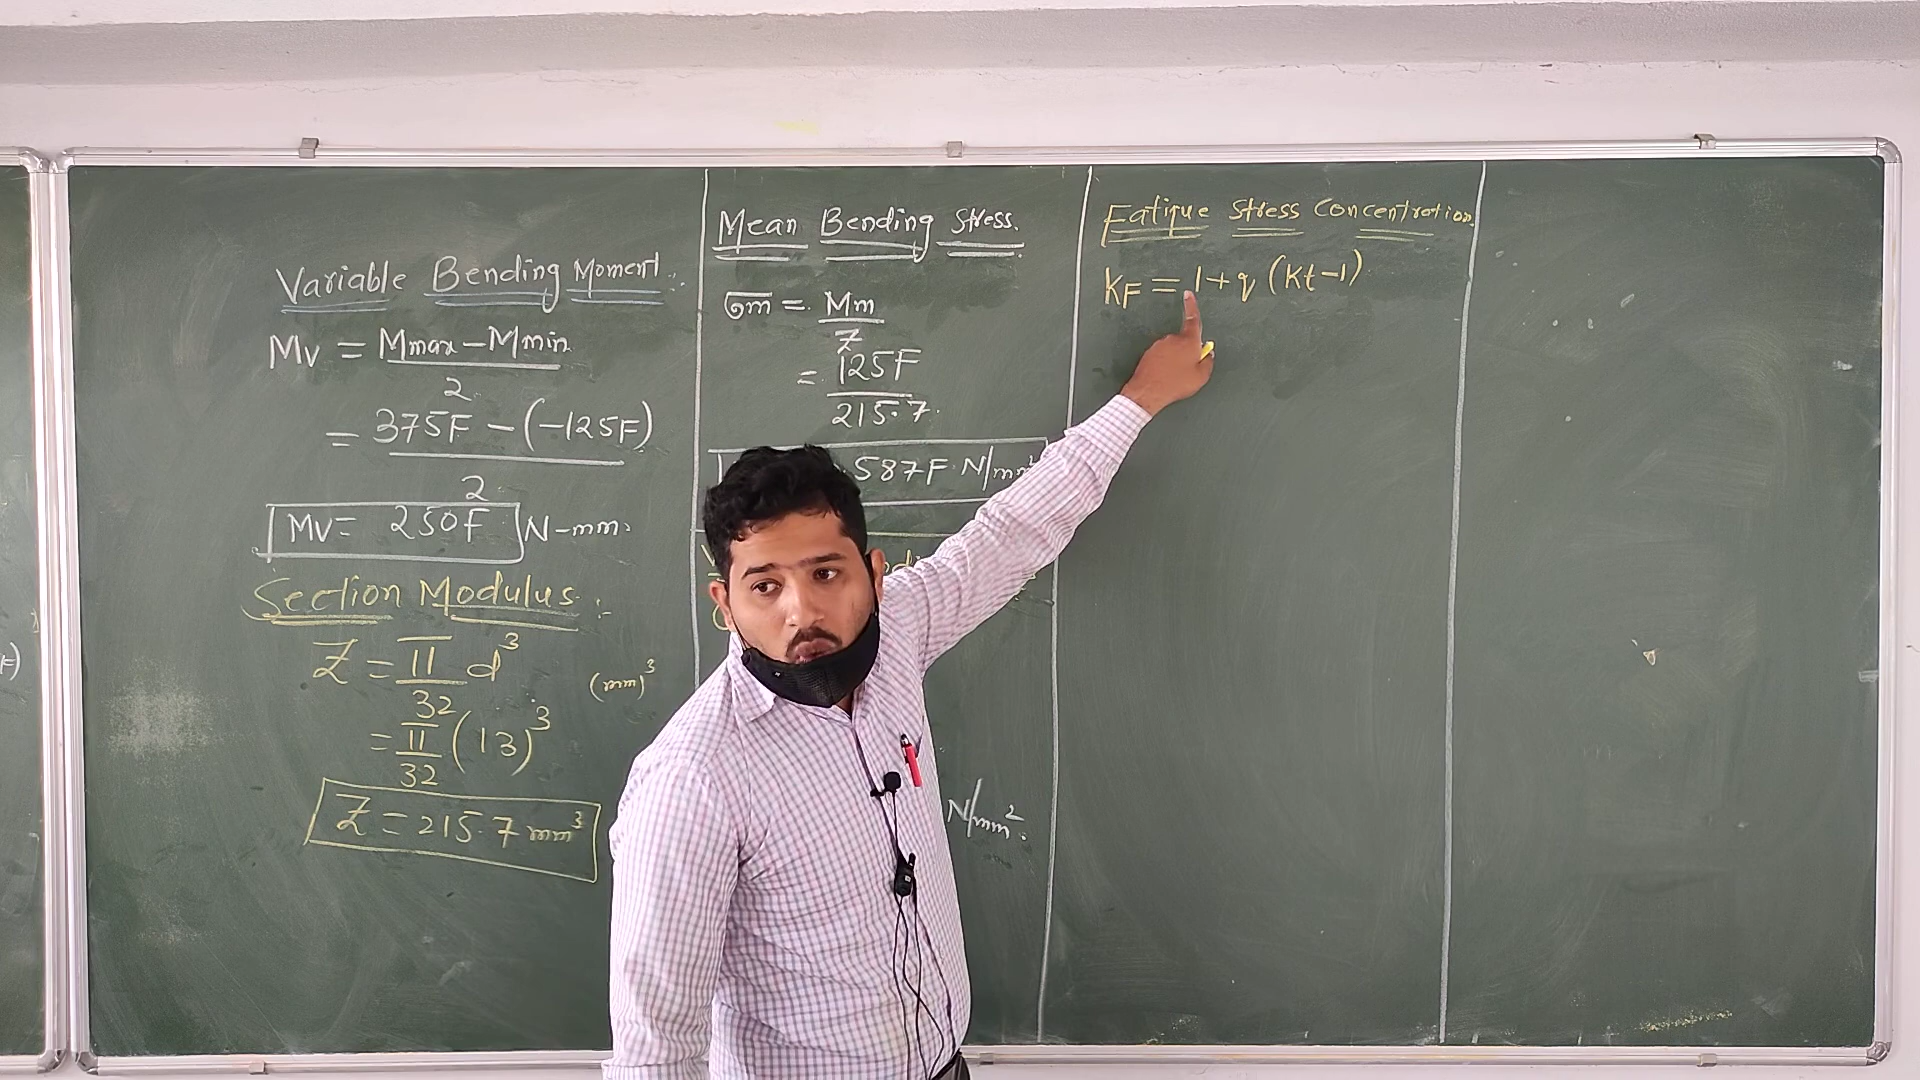 F)
Variable Bending Moment :
Mv = Mmax - Mmin
2
= 375F - (-125F)
2
Mv = 250F N-mm.
Section Modulus :
Z = π d³ (mm)³
32
= π (13)³
32
Z = 215.7 mm³
Mean Bending Stress.
σm = Mm
Z
= 125F
215.7
587F N/mm²
N/mm².
Fatigue Stress Concentration
KF = 1+q (Kt-1)